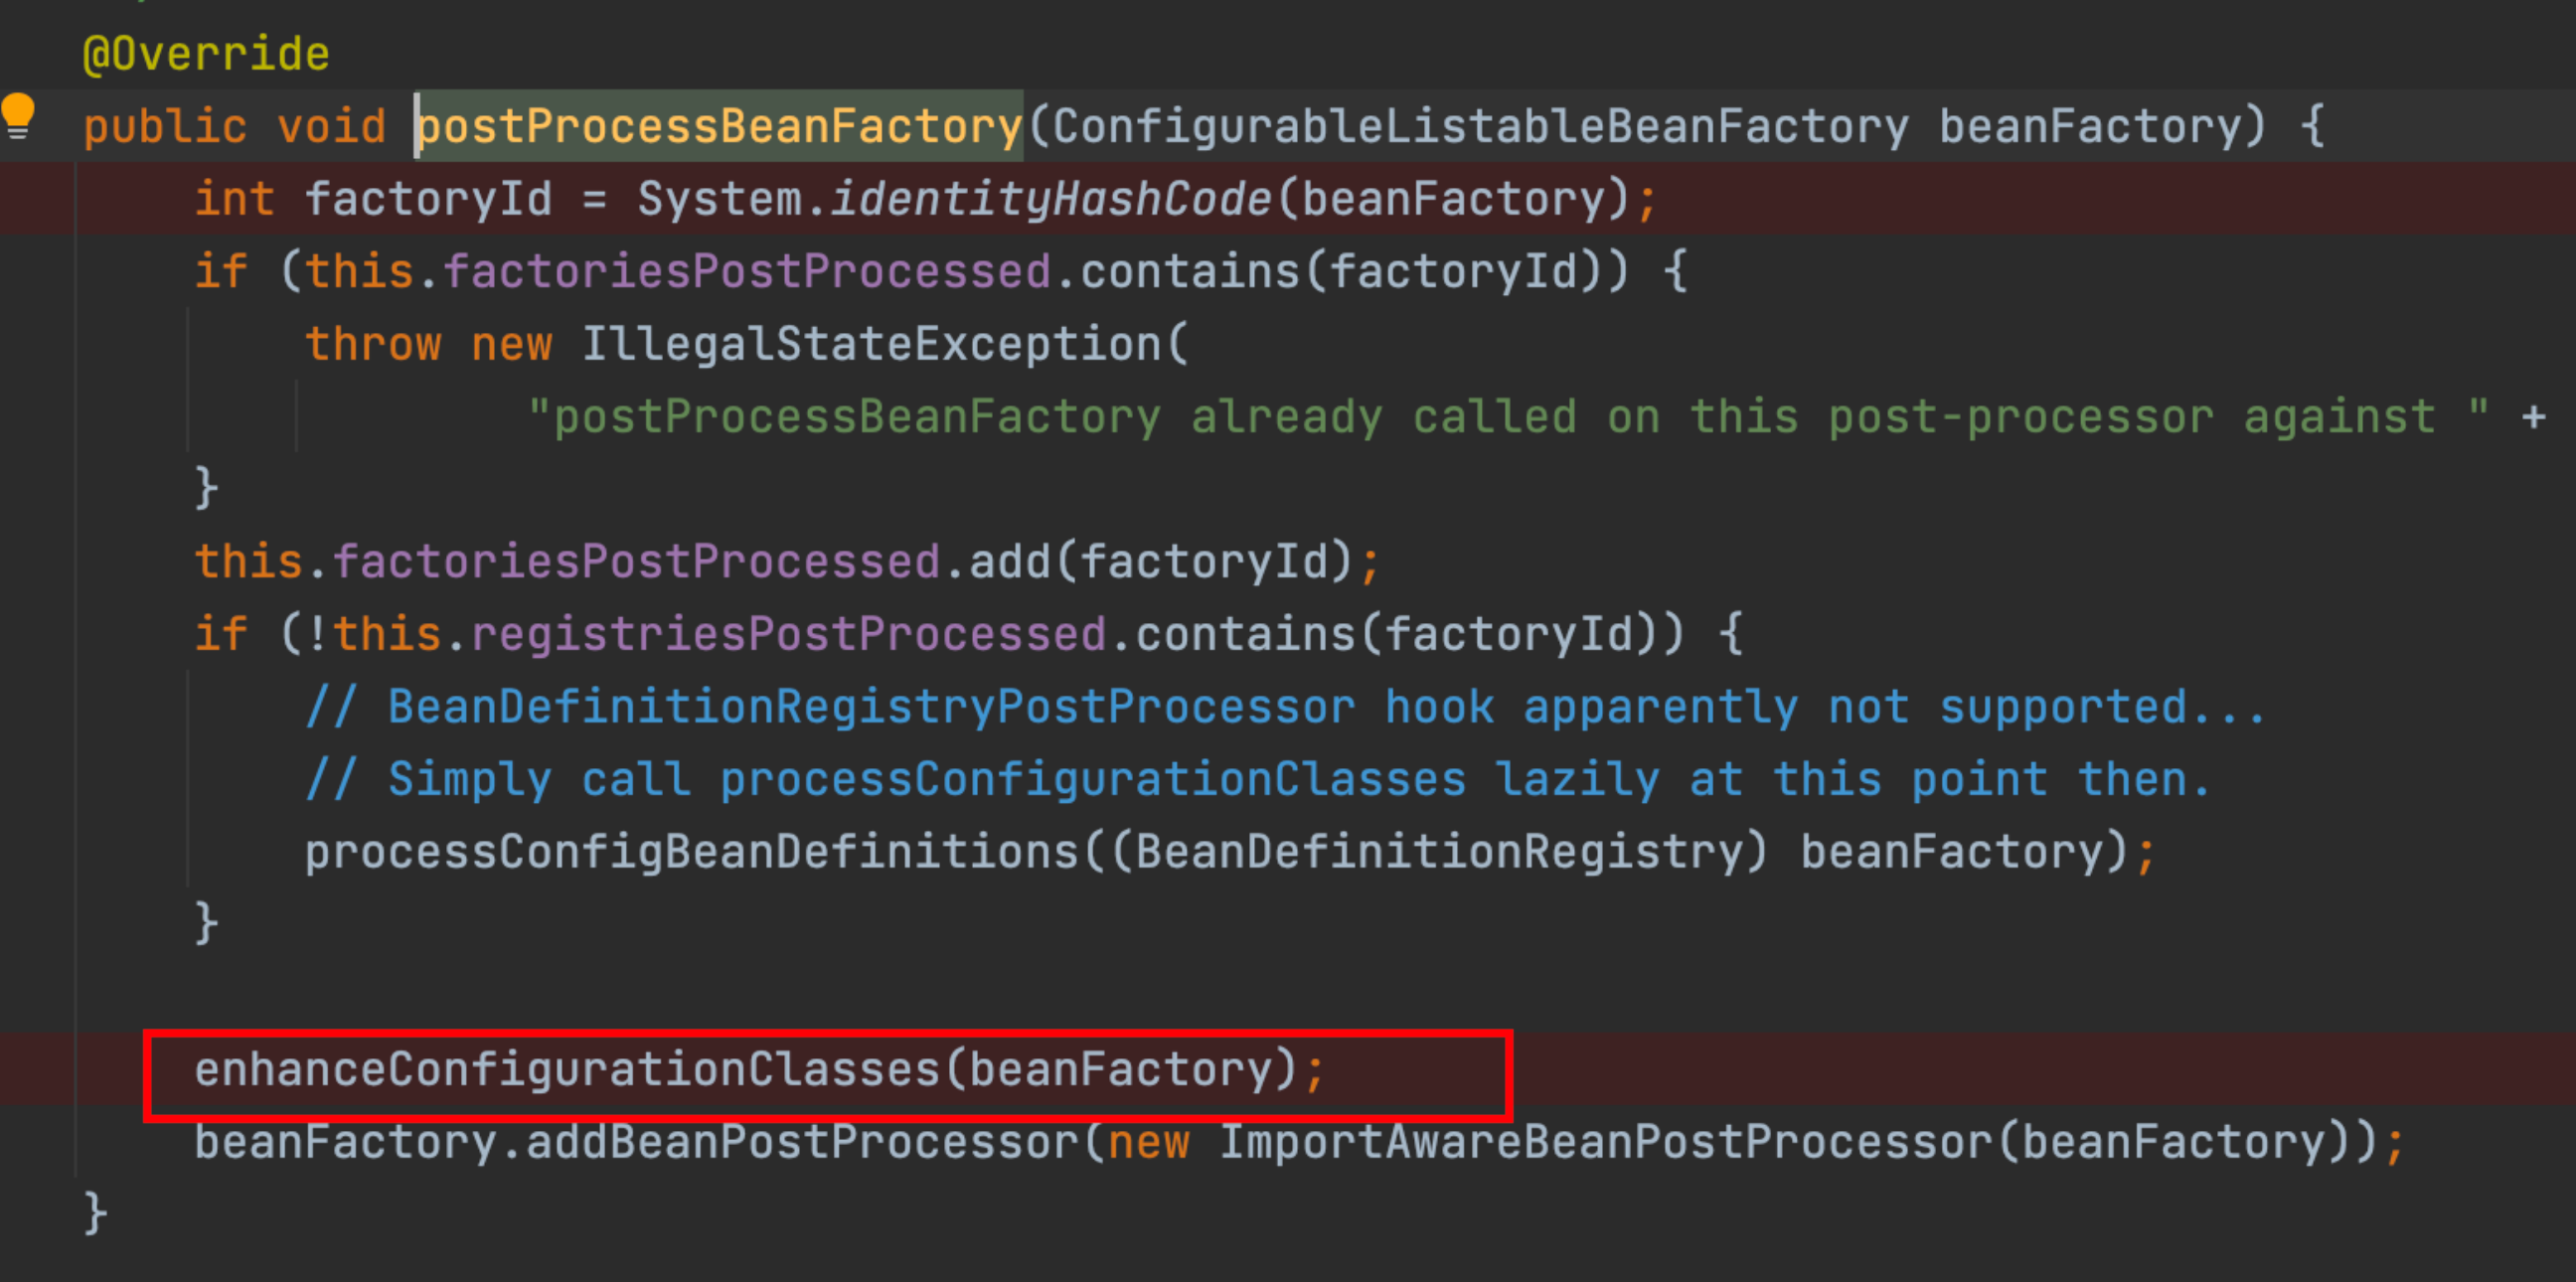 @Override
public void postProcessBeanFactory(ConfigurableListableBeanFactory beanFactory) {
int factoryId = System.identityHashCode(beanFactory);
if (this.factoriesPostProcessed.contains(factoryId)) {
throw new IllegalStateException(
"postProcessBeanFactory already called on this post-processor against " +
}
this.factoriesPostProcessed.add(factoryId);
if (!this.registriesPostProcessed.contains(factoryId)) {
// BeanDefinitionRegistryPostProcessor hook apparently not supported...
// Simply call processConfigurationClasses lazily at this point then.
processConfigBeanDefinitions((BeanDefinitionRegistry) beanFactory);
}
enhanceConfigurationClasses(beanFactory);
beanFactory.addBeanPostProcessor(new ImportAwareBeanPostProcessor(beanFactory));
}